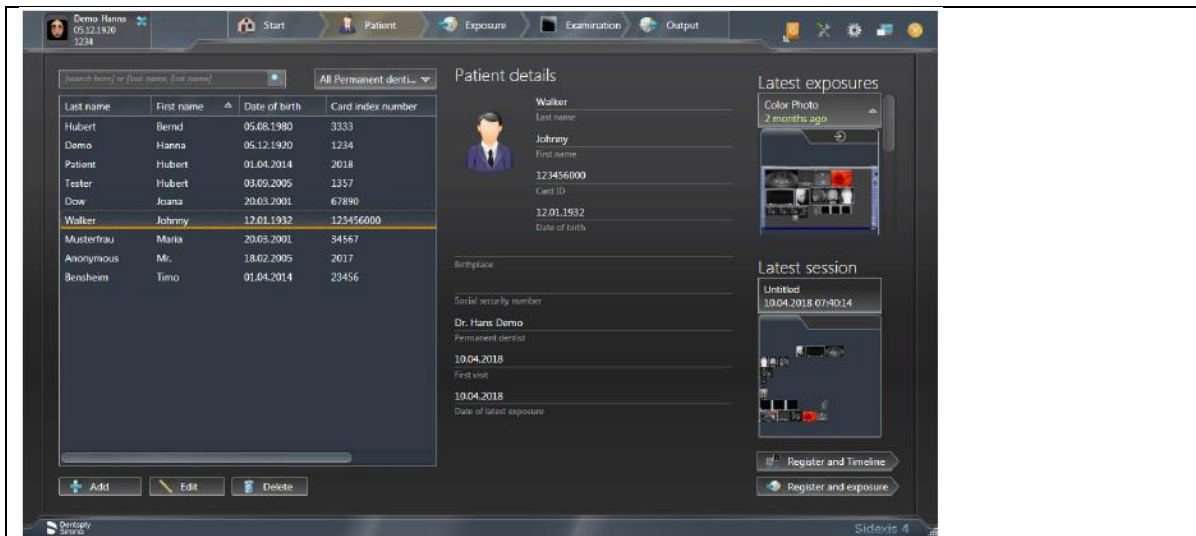 Demo Hanna
05.12.1920
1234
Start
Patient
Exposure
Examination
Output
[search term] or [last name, first name]
All Permanent denti...
Last name First name Date of birth Card index number
Hubert Bernd 05.08.1980 3333
Demo Hanna 05.12.1920 1234
Patient Hubert 01.04.2014 2018
Tester Hubert 03.09.2005 1357
Dow Joana 20.03.2001 67890
Walker Johnny 12.01.1932 123456000
Musterfrau Maria 20.03.2001 34567
Anonymous Mr. 18.02.2005 2017
Bensheim Timo 01.04.2014 23456
Add
Edit
Delete
Patient details
Walker
Last name
Johnny
First name
123456000
Card ID
12.01.1932
Date of birth
Birthplace
Social security number
Dr. Hans Demo
Permanent dentist
10.04.2018
First visit
10.04.2018
Date of latest exposure
Latest exposures
Color Photo
2 months ago
Latest session
Untitled
10.04.2018 07:40:14
Register and Timeline
Register and exposure
Dentsply
Sirona
Sidexis 4